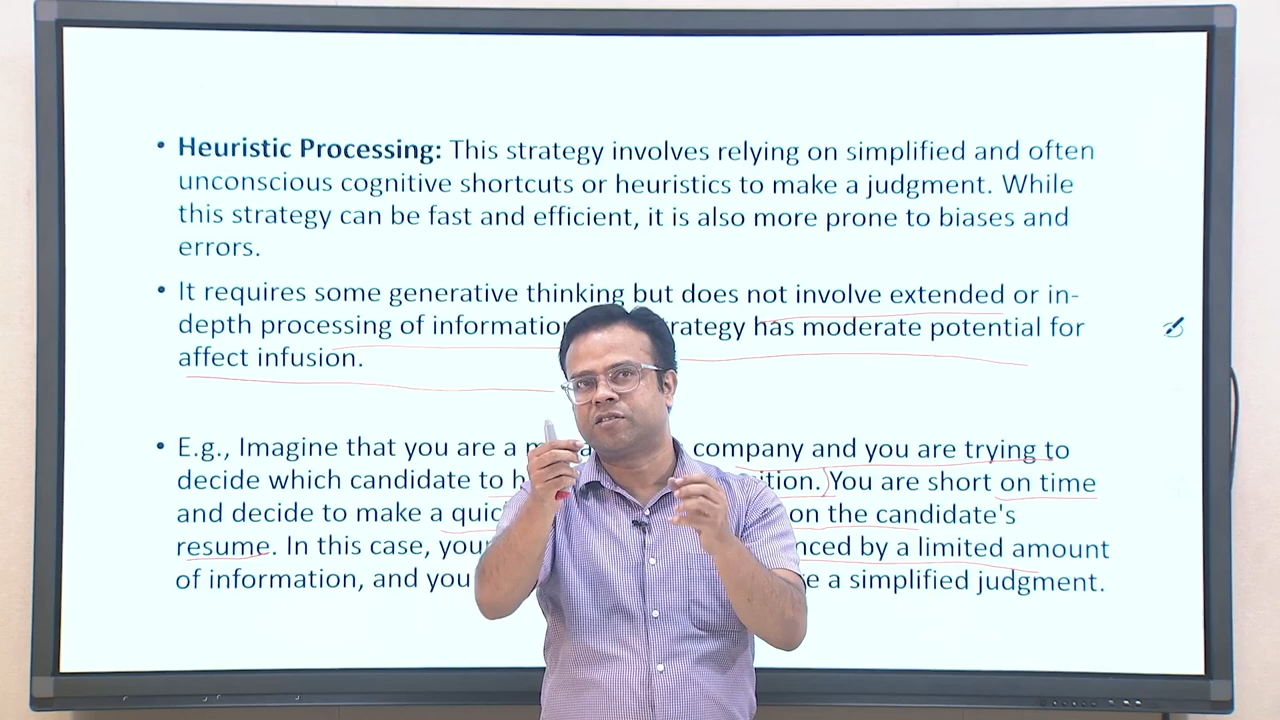 • Heuristic Processing: This strategy involves relying on simplified and often
unconscious cognitive shortcuts or heuristics to make a judgment. While
this strategy can be fast and efficient, it is also more prone to biases and
errors.
• It requires some generative thinking but does not involve extended or in-
depth processing of informatio rategy has moderate potential for
affect infusion.
• E.g., Imagine that you are a company and you are trying to
decide which candidate to ition. You are short on time
and decide to make a quic on the candidate's
resume. In this case, your nced by a limited amount
of information, and you a simplified judgment.